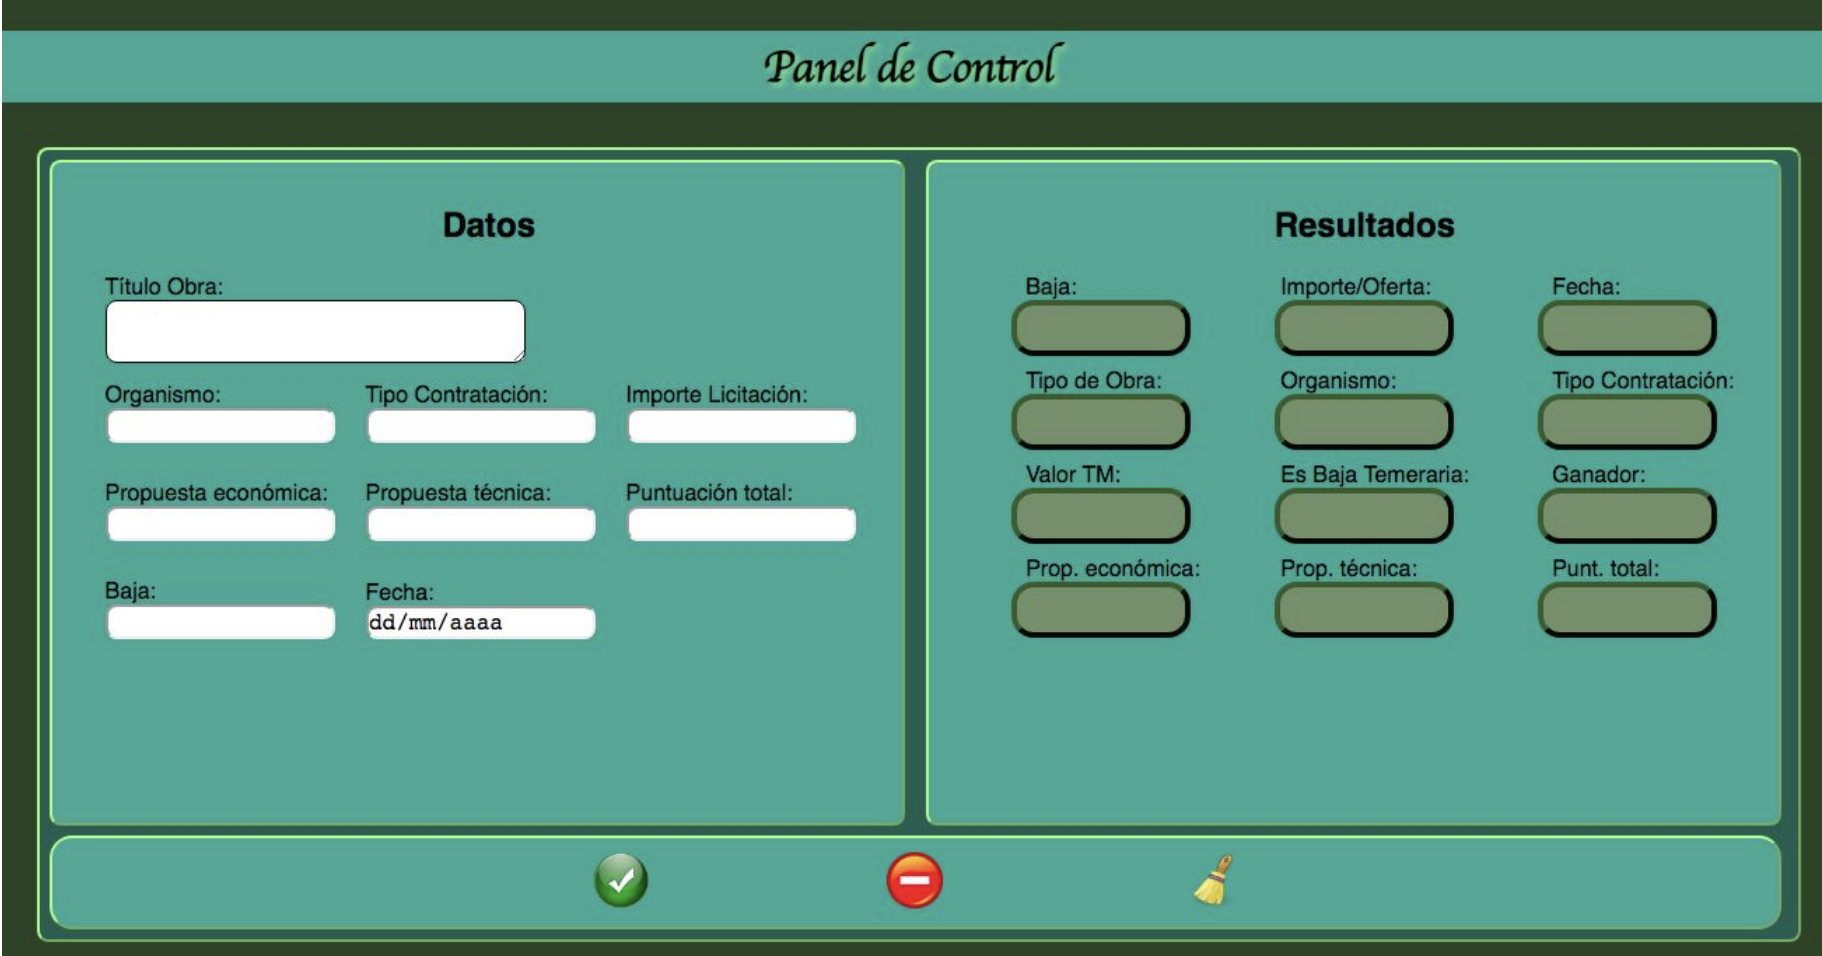 Panel de Control
Datos
Título Obra:
Organismo: Tipo Contratación: Importe Licitación:
Propuesta económica: Propuesta técnica: Puntuación total:
Baja: Fecha:
dd/mm/aaaa
Resultados
Baja: Importe/Oferta: Fecha:
Tipo de Obra: Organismo: Tipo Contratación:
Valor TM: Es Baja Temeraria: Ganador:
Prop. económica: Prop. técnica: Punt. total: